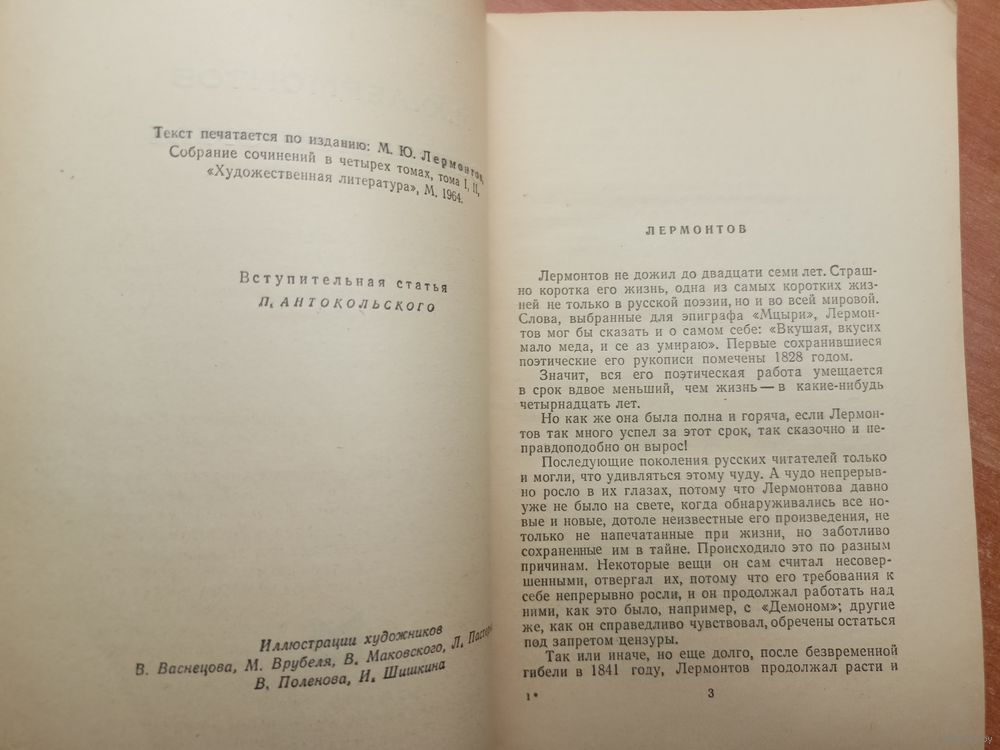 Текст печатается по изданию: М. Ю. Лермонтов,
Собрание сочинений в четырех томах, тома I, II,
«Художественная литература», М. 1964.
Вступительная статья
П. АНТОКОЛЬСКОГО
Иллюстрации художников
В. Васнецова, М. Врубеля, В. Маковского, Л.
В. Поленова, И. Шишкина
ЛЕРМОНТОВ
Лермонтов не дожил до двадцати семи лет. Страш-
но коротка его жизнь, одна из самых коротких жиз-
ней не только в русской поэзии, но и во всей мировой.
Слова, выбранные для эпиграфа «Мцыри», Лермон-
тов мог бы сказать и о самом себе: «Вкушая, вкусих
мало меда, и се аз умираю». Первые сохранившиеся
поэтические его рукописи помечены 1828 годом.
Значит, вся его поэтическая работа умещается
в срок вдвое меньший, чем жизнь — в какие-нибудь
четырнадцать лет.
Но как же она была полна и горяча, если Лермон-
тов так много успел за этот срок, так сказочно и не-
правдоподобно он вырос!
Последующие поколения русских читателей только
и могли, что удивляться этому чуду. А чудо непрерыв-
но росло в их глазах, потому что Лермонтова давно
уже не было на свете, когда обнаруживались все но-
вые и новые, дотоле неизвестные его произведения, не
только не напечатанные при жизни, но заботливо
сохраненные им в тайне. Происходило это по разным
причинам. Некоторые вещи он сам считал несовер-
шенными, отвергал их, потому что его требования к
себе непрерывно росли, и он продолжал работать над
ними, как это было, например, с «Демоном»; другие
же, как он справедливо чувствовал, обречены остаться
под запретом цензуры.
Так или иначе, но еще долго, после безвременной
гибели в 1841 году, Лермонтов продолжал расти и
1*
3